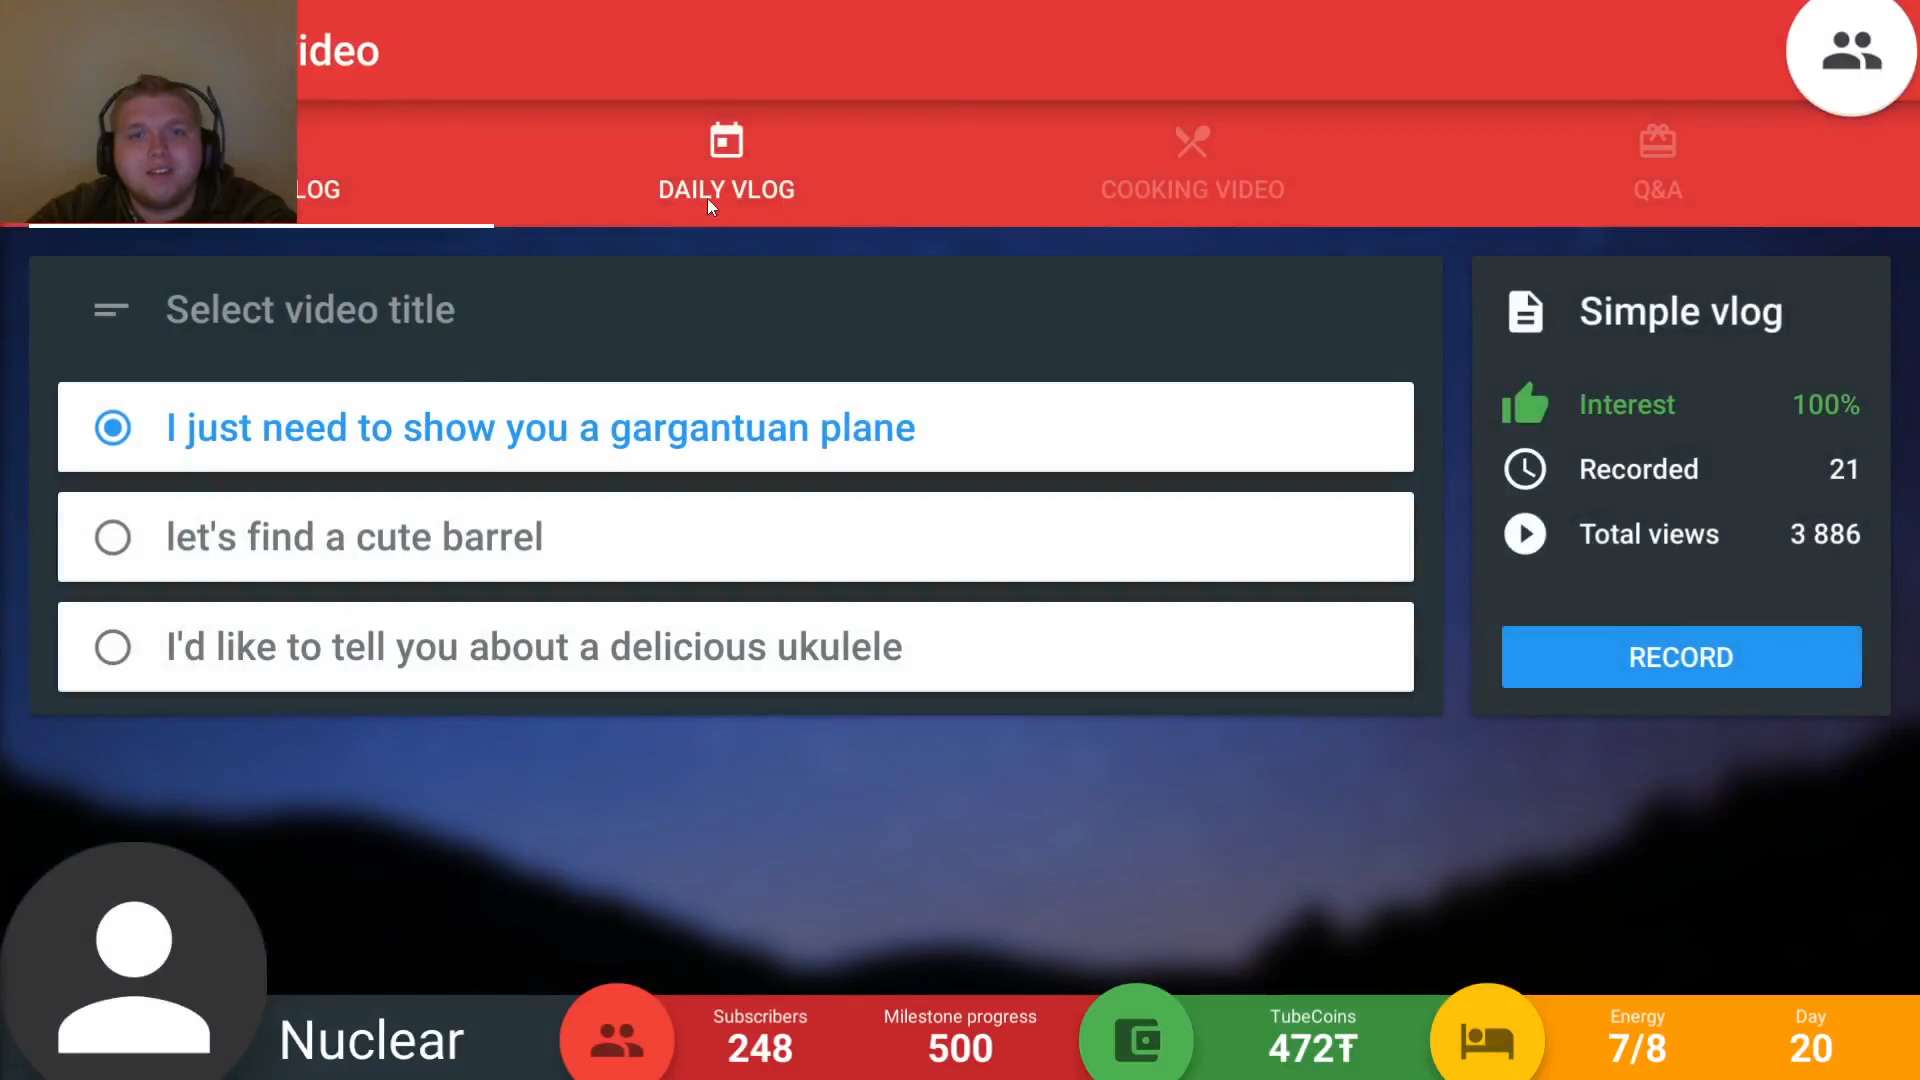 ideo
LOG
DAILY VLOG
COOKING VIDEO
Q&A
Select video title
I just need to show you a gargantuan plane
let's find a cute barrel
I'd like to tell you about a delicious ukulele
Simple vlog
Interest 100%
Recorded 21
Total views 3 886
RECORD
Nuclear
Subscribers
248
Milestone progress
500
TubeCoins
472Ŧ
Energy
7/8
Day
20